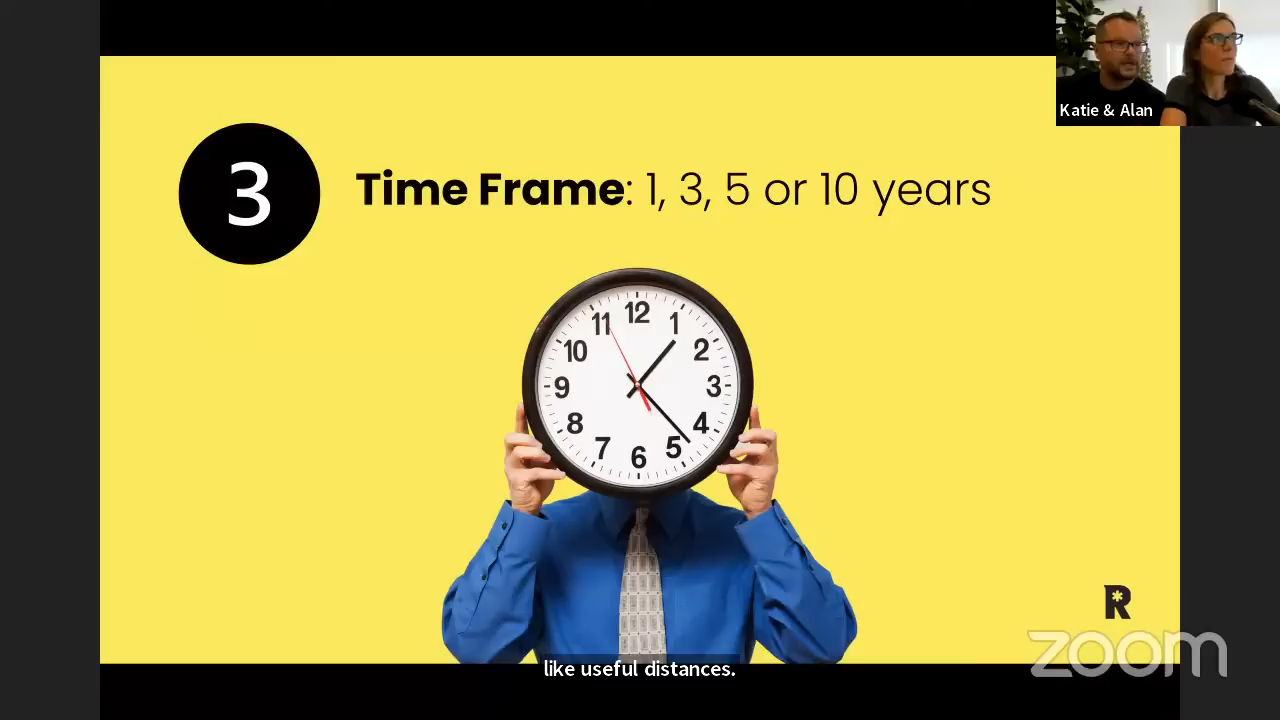 Katie & Alan
3
Time Frame: 1, 3, 5 or 10 years
12
11
1
10
2
9
3
8
4
7
5
6
R
zoom
like useful distances.